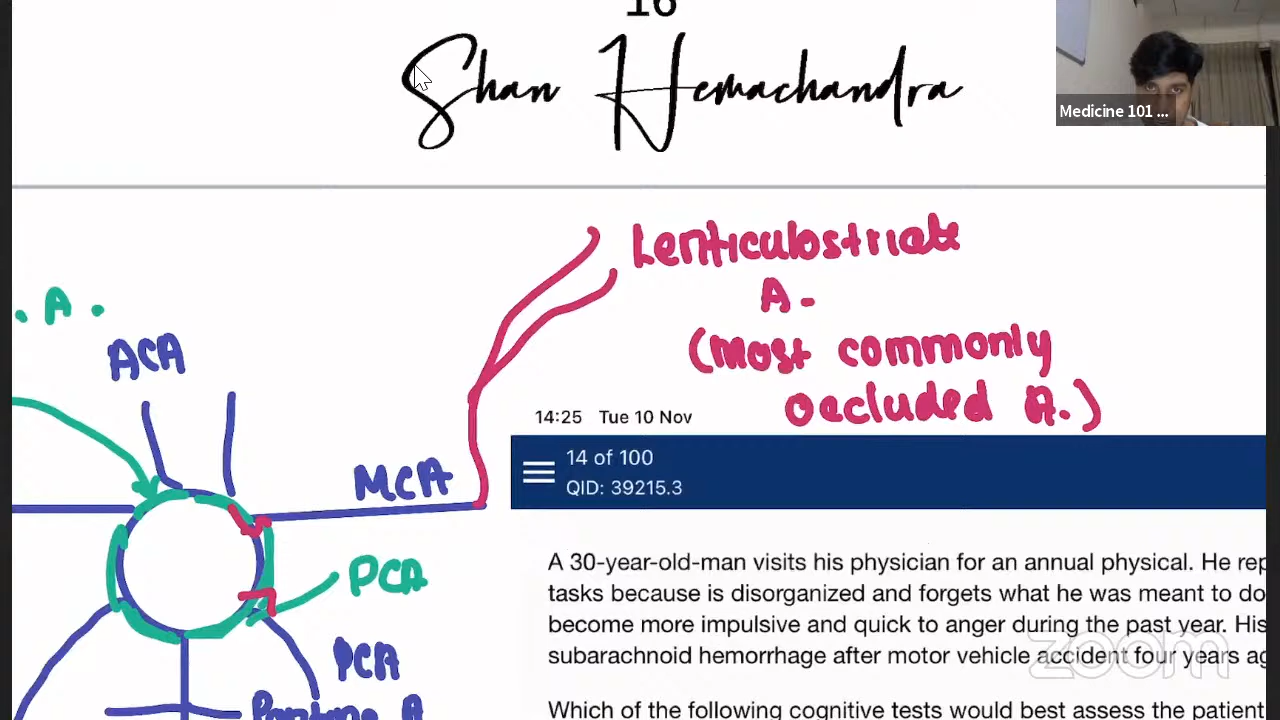 16
Shan Hemachandra
Medicine 101 ...
Lenticulostriate
A.
(Most commonly
occluded A.)
. A.
ACA
14:25 Tue 10 Nov
14 of 100
QID: 39215.3
MCA
PCA
PCA
A 30-year-old-man visits his physician for an annual physical. He rep
tasks because is disorganized and forgets what he was meant to do
become more impulsive and quick to anger during the past year. His
subarachnoid hemorrhage after motor vehicle accident four years ag
zoom
Pontine A
Which of the following cognitive tests would best assess the patient